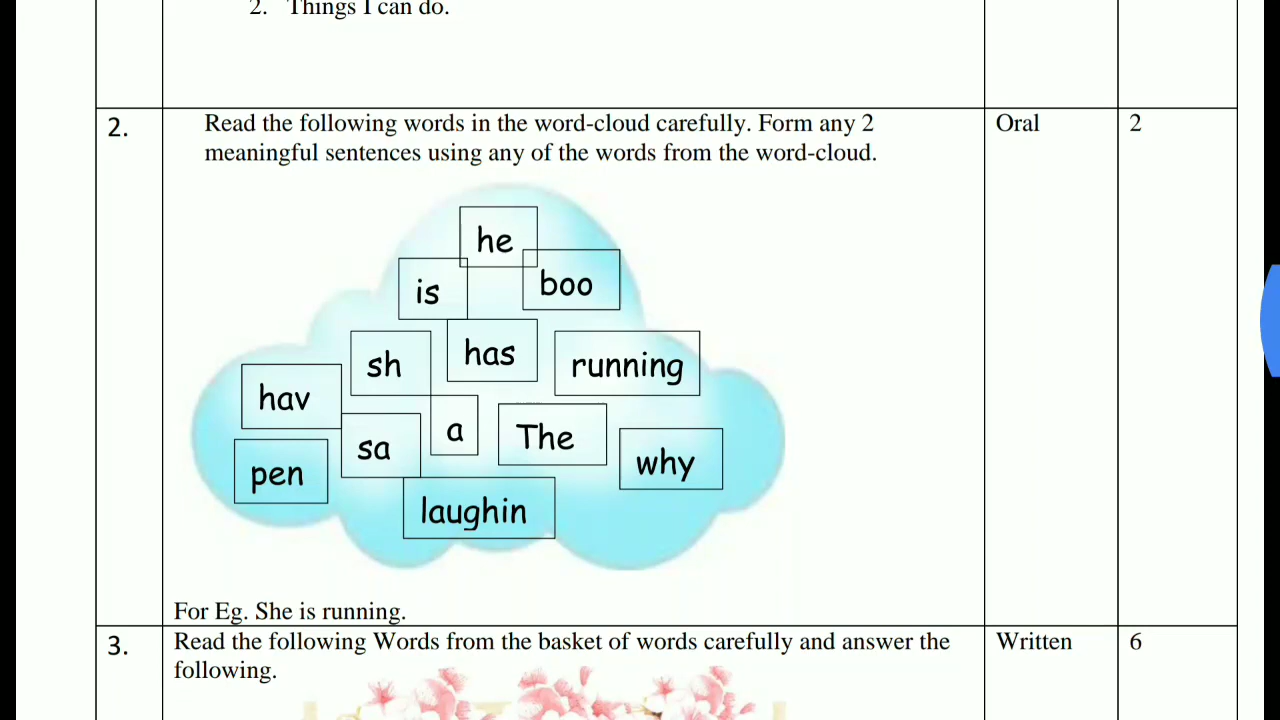 2. Things I can do.
2. Read the following words in the word-cloud carefully. Form any 2 Oral 2
meaningful sentences using any of the words from the word-cloud.
he
is boo
sh has running
hav
sa a The why
pen
laughin
For Eg. She is running.
3. Read the following Words from the basket of words carefully and answer the Written 6
following.